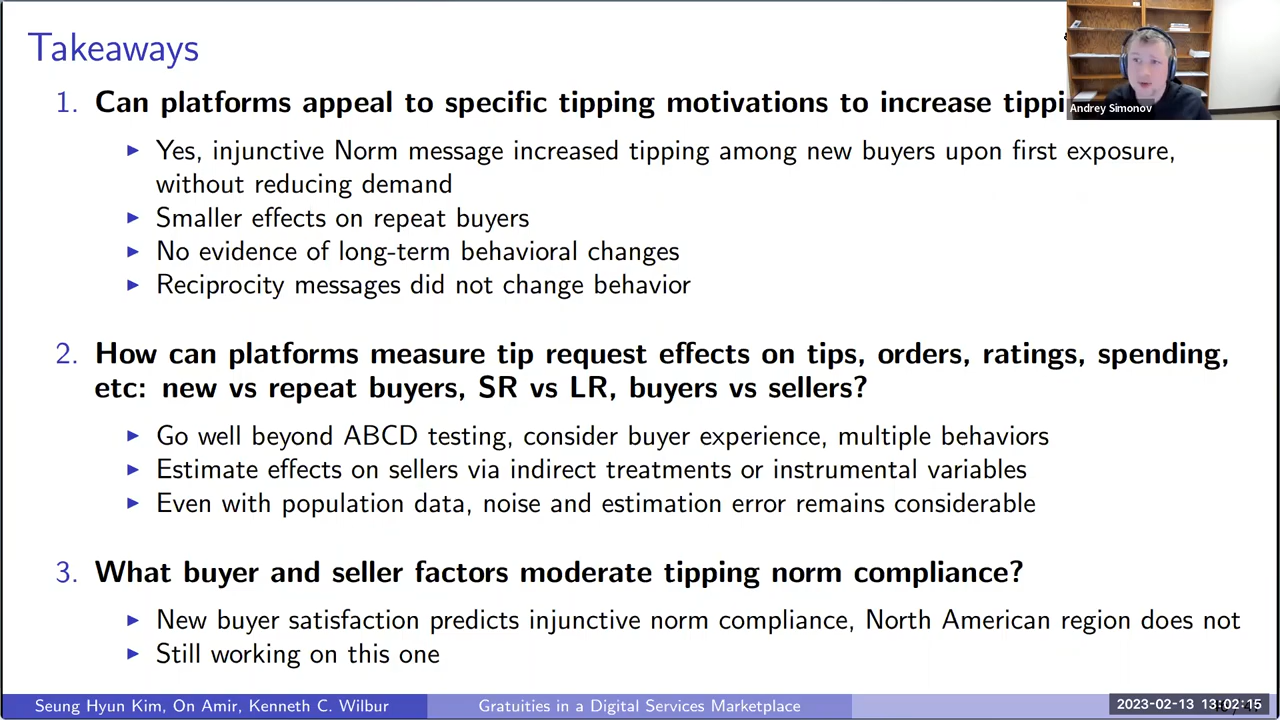 Takeaways
1. Can platforms appeal to specific tipping motivations to increase
Andrey Simonov
▶ Yes, injunctive Norm message increased tipping among new buyers upon first exposure,
without reducing demand
▶ Smaller effects on repeat buyers
▶ No evidence of long-term behavioral changes
▶ Reciprocity messages did not change behavior
2. How can platforms measure tip request effects on tips, orders, ratings, spending,
etc: new vs repeat buyers, SR vs LR, buyers vs sellers?
▶ Go well beyond ABCD testing, consider buyer experience, multiple behaviors
▶ Estimate effects on sellers via indirect treatments or instrumental variables
▶ Even with population data, noise and estimation error remains considerable
3. What buyer and seller factors moderate tipping norm compliance?
▶ New buyer satisfaction predicts injunctive norm compliance, North American region does not
▶ Still working on this one
Seung Hyun Kim, On Amir, Kenneth C. Wilbur
Gratuities in a Digital Services Marketplace
2023-02-13 13:02:15